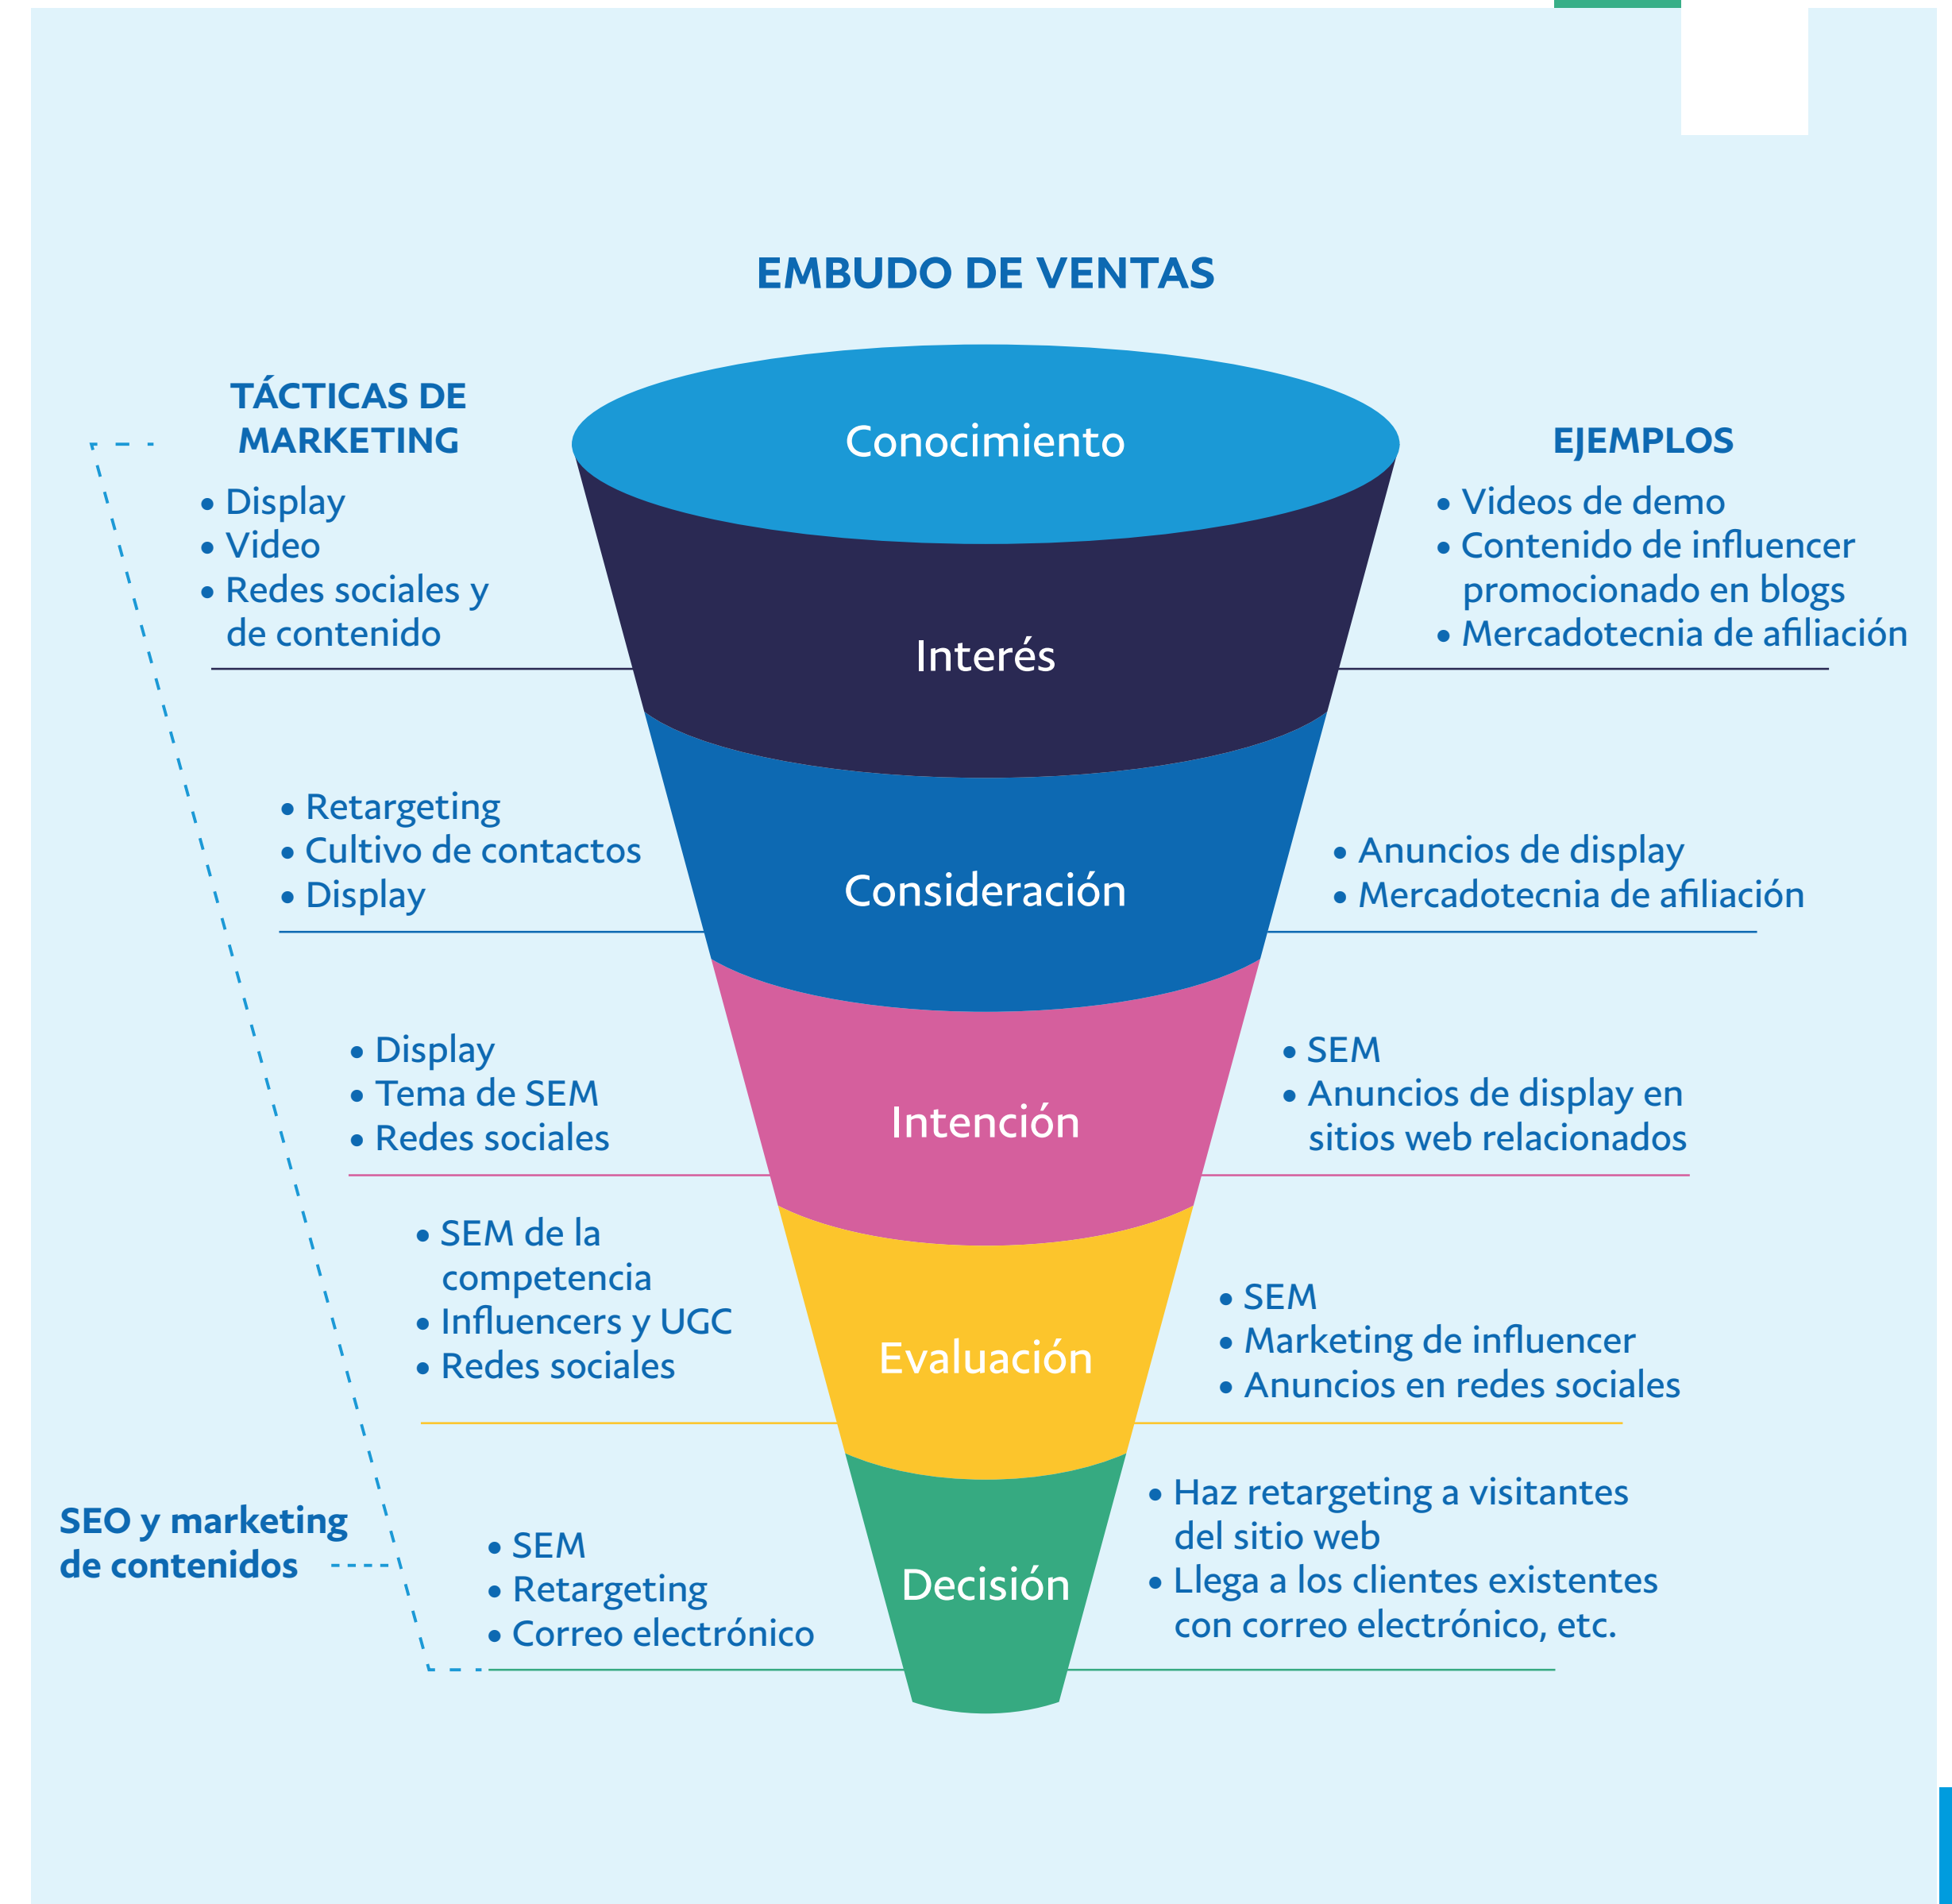 EMBUDO DE VENTAS
TÁCTICAS DE
MARKETING
• Display
• Video
• Redes sociales y
de contenido
Conocimiento
Interés
EJEMPLOS
• Videos de demo
• Contenido de influencer
promocionado en blogs
• Mercadotecnia de afiliación
• Retargeting
• Cultivo de contactos
• Display
Consideración
• Anuncios de display
• Mercadotecnia de afiliación
• Display
• Tema de SEM
• Redes sociales
Intención
• SEM
• Anuncios de display en
sitios web relacionados
• SEM de la
competencia
• Influencers y UGC
• Redes sociales
Evaluación
• SEM
• Marketing de influencer
• Anuncios en redes sociales
SEO y marketing
de contenidos
• SEM
• Retargeting
• Correo electrónico
Decisión
• Haz retargeting a visitantes
del sitio web
• Llega a los clientes existentes
con correo electrónico, etc.